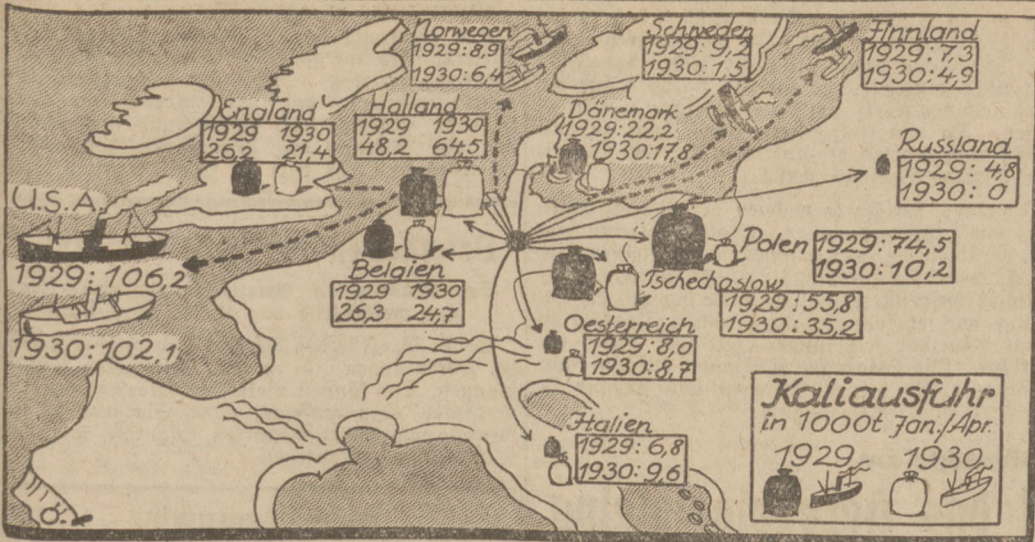 Norwegen
1929:8,9
1930:6,4
Schweden
1929:9,2
1930:1,5
Finnland
1929:7,3
1930:4,9
England
1929 1930
26,2 21,4
Holland
1929 1930
48,2 64,5
Dänemark
1929:22,2
1930:17,8
Russland
1929:4,8
1930:0
U.S.A.
1929:106,2
1930:102,1
Belgien
1929 1930
26,3 24,7
Polen
1929:74,5
1930:10,2
Tschechoslow
1929:55,8
1930:35,2
Oesterreich
1929:8,0
1930:8,7
Italien
1929:6,8
1930:9,6
Kaliausfuhr
in 1000t Jan./Apr.
1929 1930